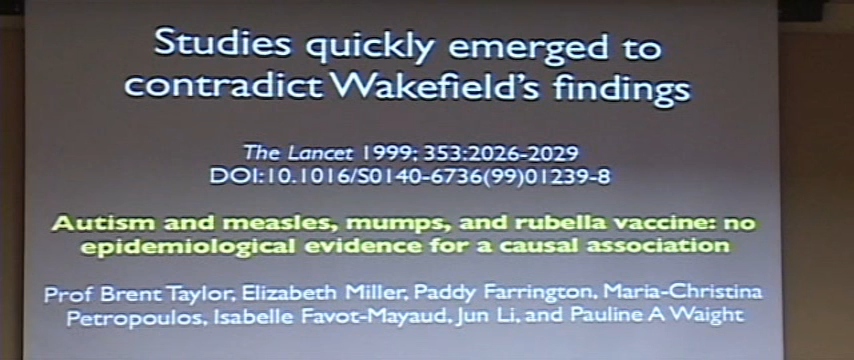 Studies quickly emerged to
contradict Wakefield's findings
The Lancet 1999; 353:2026-2029
DOI:10.1016/S0140-6736(99)01239-8
Autism and measles, mumps, and rubella vaccine: no
epidemiological evidence for a causal association
Prof Brent Taylor, Elizabeth Miller, Paddy Farrington, Maria-Christina
Petropoulos, Isabelle Favot-Mayaud, Jun Li, and Pauline A Waight